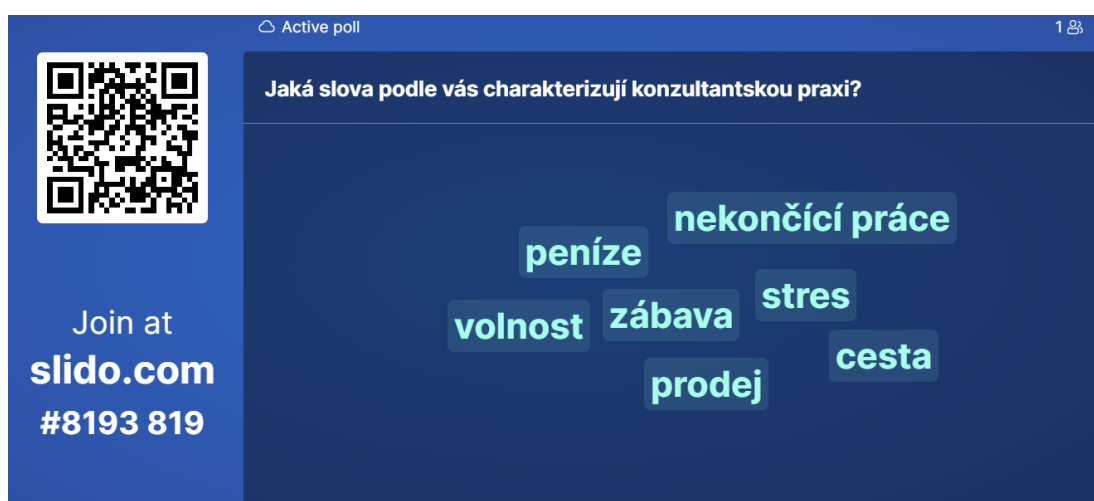 Active poll
1
Jaká slova podle vás charakterizují konzultantskou praxi?
nekončící práce
peníze
stres
zábava
volnost
cesta
prodej
Join at
slido.com
#8193 819